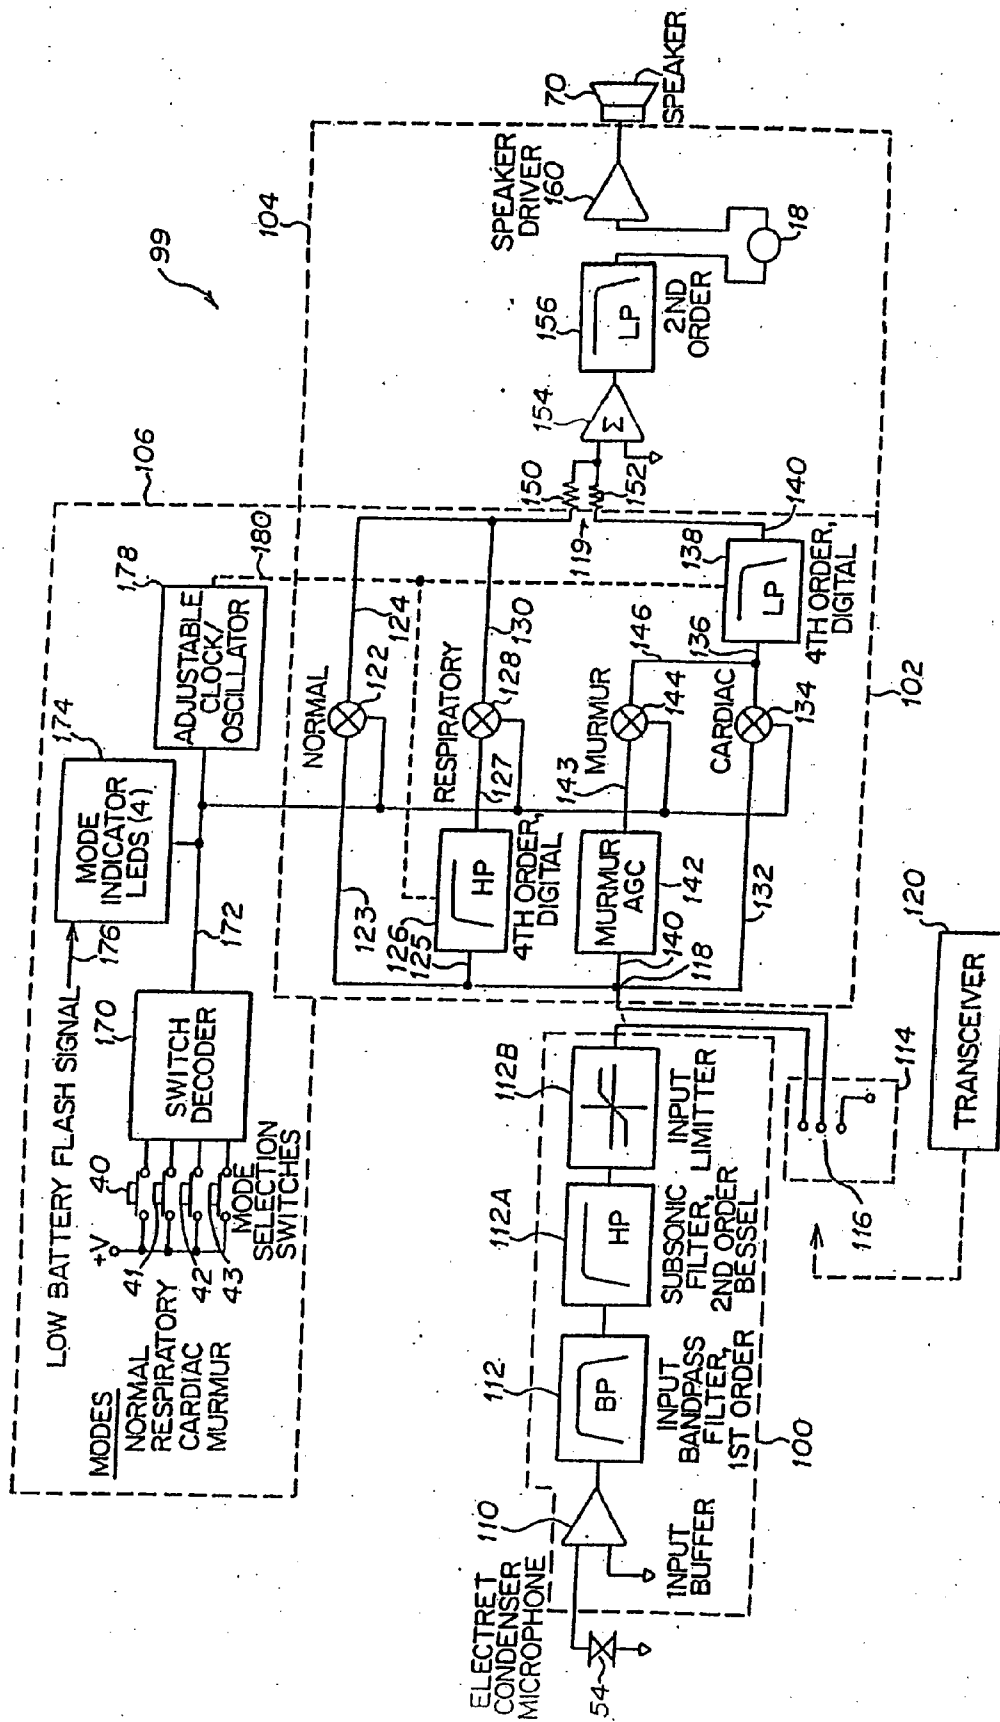 99
LOW BATTERY FLASH SIGNAL
176
MODE
INDICATOR
LEDS (4)
174
178
106
ADJUSTABLE
CLOCK/
OSCILLATOR
180
172
170
SWITCH
DECODER
+V
40
41
42
43
MODE
SELECTION
SWITCHES
MODES
NORMAL
RESPIRATORY
CARDIAC
MURMUR
104
NORMAL
122
123
124
RESPIRATORY
125
126
HP
4TH ORDER,
DIGITAL
127
128
130
MURMUR
MURMUR
AGC
140
142
143
144
146
118
CARDIAC
132
134
136
138
LP
4TH ORDER,
DIGITAL
140
102
119
150
152
154
Σ
156
LP
2ND
ORDER
18
SPEAKER
DRIVER
160
70
SPEAKER
ELECTRET
CONDENSER
MICROPHONE
54
110
INPUT
BUFFER
112
BP
INPUT
BANDPASS
FILTER,
1ST ORDER
112A
HP
SUBSONIC
FILTER,
2ND ORDER
BESSEL
112B
INPUT
LIMITTER
100
114
116
120
TRANSCEIVER